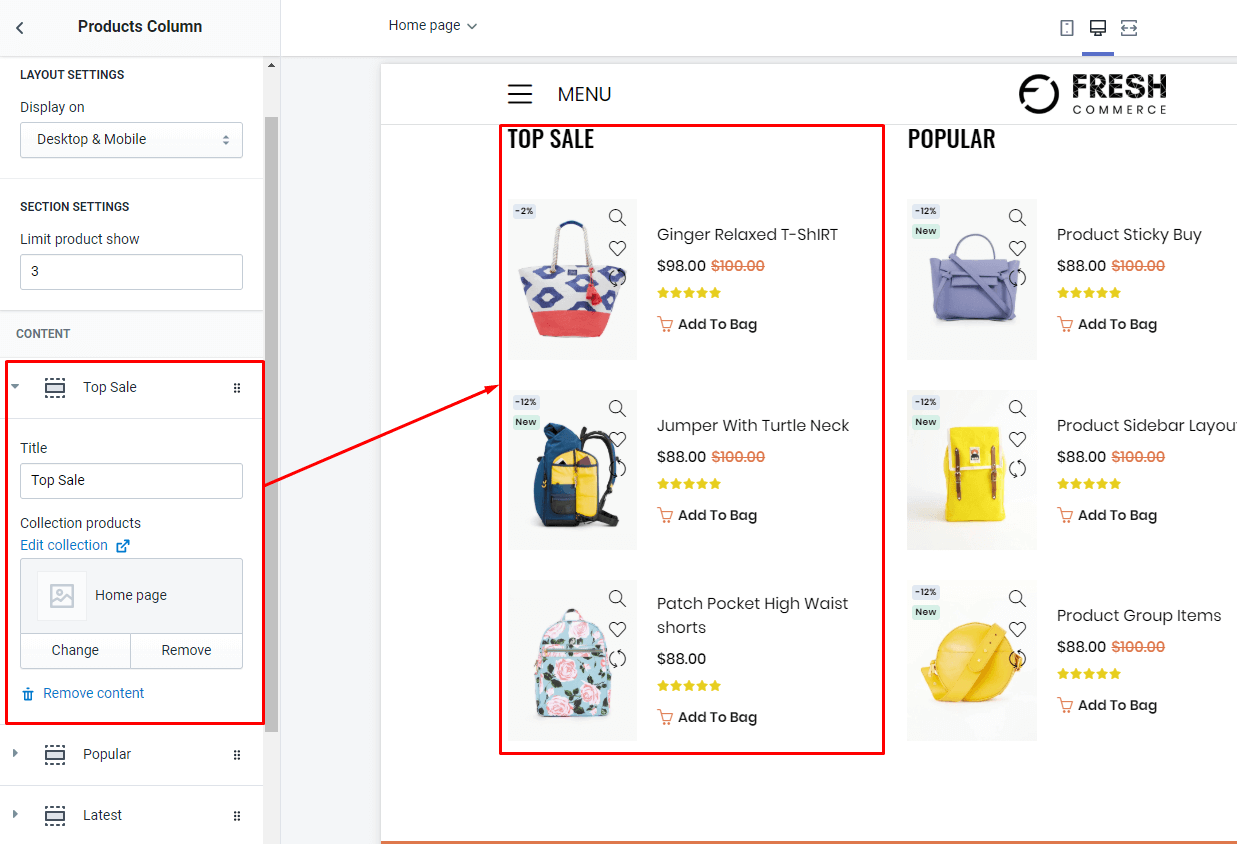 Products Column
LAYOUT SETTINGS
Display on
Desktop & Mobile
SECTION SETTINGS
Limit product show
3
CONTENT
Top Sale
Title
Top Sale
Collection products
Edit collection
Home page
Change Remove
Remove content
Popular
Latest
Home page
MENU
FRESH
COMMERCE
TOP SALE
-2%
Ginger Relaxed T-ShIRT
$98.00 $100.00
Add To Bag
-12%
New
Jumper With Turtle Neck
$88.00 $100.00
Add To Bag
Patch Pocket High Waist
shorts
$88.00
Add To Bag
POPULAR
-12%
New
Product Sticky Buy
$88.00 $100.00
Add To Bag
-12%
New
Product Sidebar Layou
$88.00 $100.00
Add To Bag
-12%
New
Product Group Items
$88.00 $100.00
Add To Bag